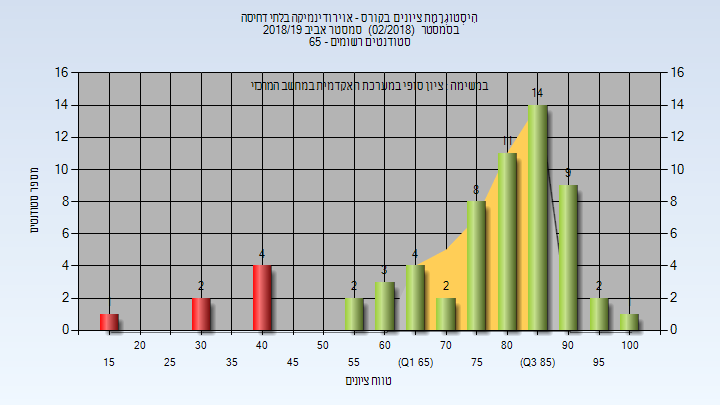 היסטוגרמת ציונים בקורס - אוירודינמיקה בלתי דחיסה
בסמסטר (02/2018) סמסטר אביב 2018/19
סטודנטים רשומים - 65
במשימה : ציון סופי במערכת האקדמית במחשב המרכזי
מספר סטודנטים
16 14 12 10 8 6 4 2 0
16 14 12 10 8 6 4 2 0
1 2 4 2 3 4 2 8 11 14 9 2 1
20 30 40 50 60 70 80 90 100
15 25 35 45 55 (Q1 65) 75 (Q3 85) 95
טווח ציונים